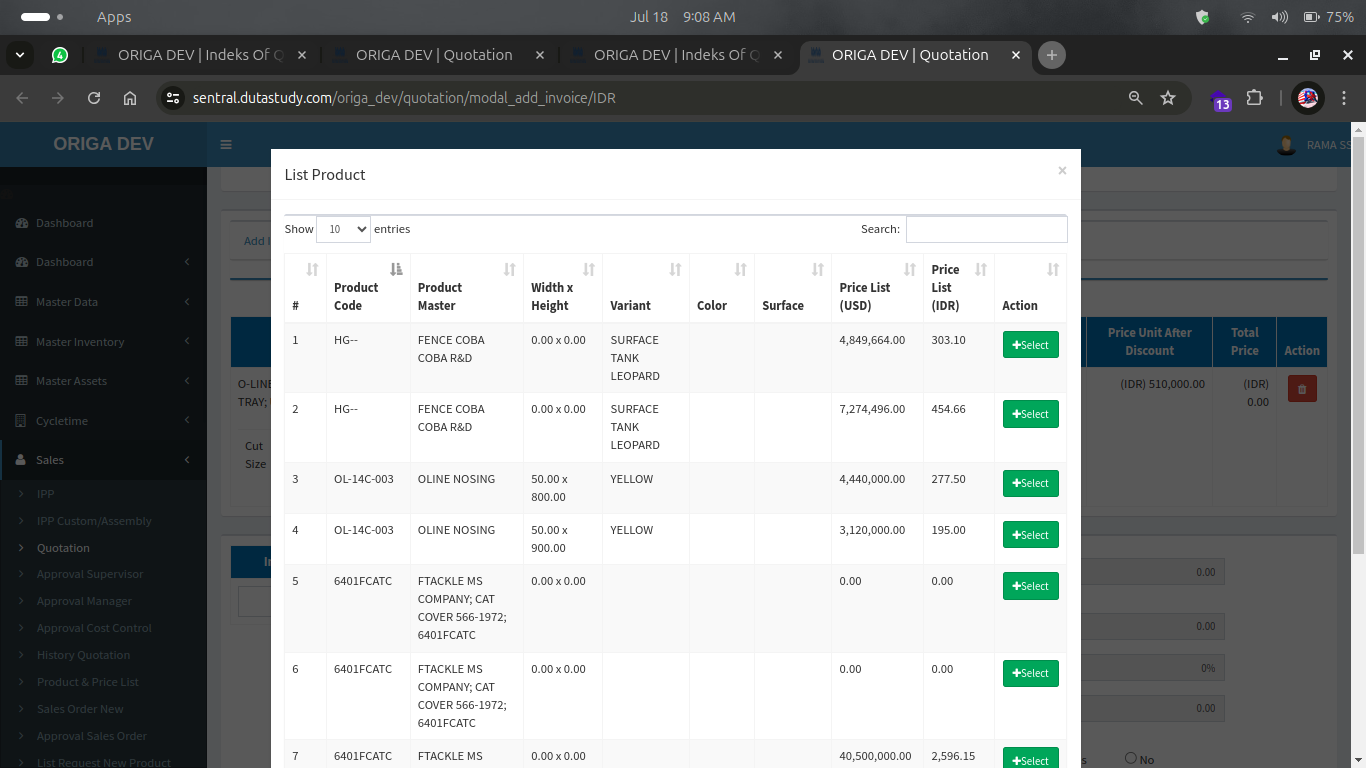 Apps
Jul 18 9:08 AM
75%
4
ORIGA DEV | Indeks Of Q
ORIGA DEV | Quotation
ORIGA DEV | Indeks Of Q
ORIGA DEV | Quotation
sentral.dutastudy.com/origa_dev/quotation/modal_add_invoice/IDR
13
ORIGA DEV
RAMA SS
Dashboard
Dashboard
Master Data
Master Inventory
Master Assets
Cycletime
Sales
IPP
IPP Custom/Assembly
Quotation
Approval Supervisor
Approval Manager
Approval Cost Control
History Quotation
Product & Price List
Sales Order New
Approval Sales Order
List Request New Product
List Product
×
Show 10 entries
Search:
# Product Code Product Master Width x Height Variant Color Surface Price List (USD) Price List (IDR) Action
1 HG-- FENCE COBA COBA R&D 0.00 x 0.00 SURFACE TANK LEOPARD 4,849,664.00 303.10 Select
2 HG-- FENCE COBA COBA R&D 0.00 x 0.00 SURFACE TANK LEOPARD 7,274,496.00 454.66 Select
3 OL-14C-003 OLINE NOSING 50.00 x 800.00 YELLOW 4,440,000.00 277.50 Select
4 OL-14C-003 OLINE NOSING 50.00 x 900.00 YELLOW 3,120,000.00 195.00 Select
5 6401FCATC FTACKLE MS COMPANY; CAT COVER 566-1972; 6401FCATC 0.00 x 0.00 0.00 0.00 Select
6 6401FCATC FTACKLE MS COMPANY; CAT COVER 566-1972; 6401FCATC 0.00 x 0.00 0.00 0.00 Select
7 6401FCATC FTACKLE MS 0.00 x 0.00 40,500,000.00 2,596.15 Select
Price Unit After Discount
Total Price
Action
(IDR) 510,000.00
(IDR) 0.00
TRAY;
Cut Size
0.00
0.00
0%
0.00
No